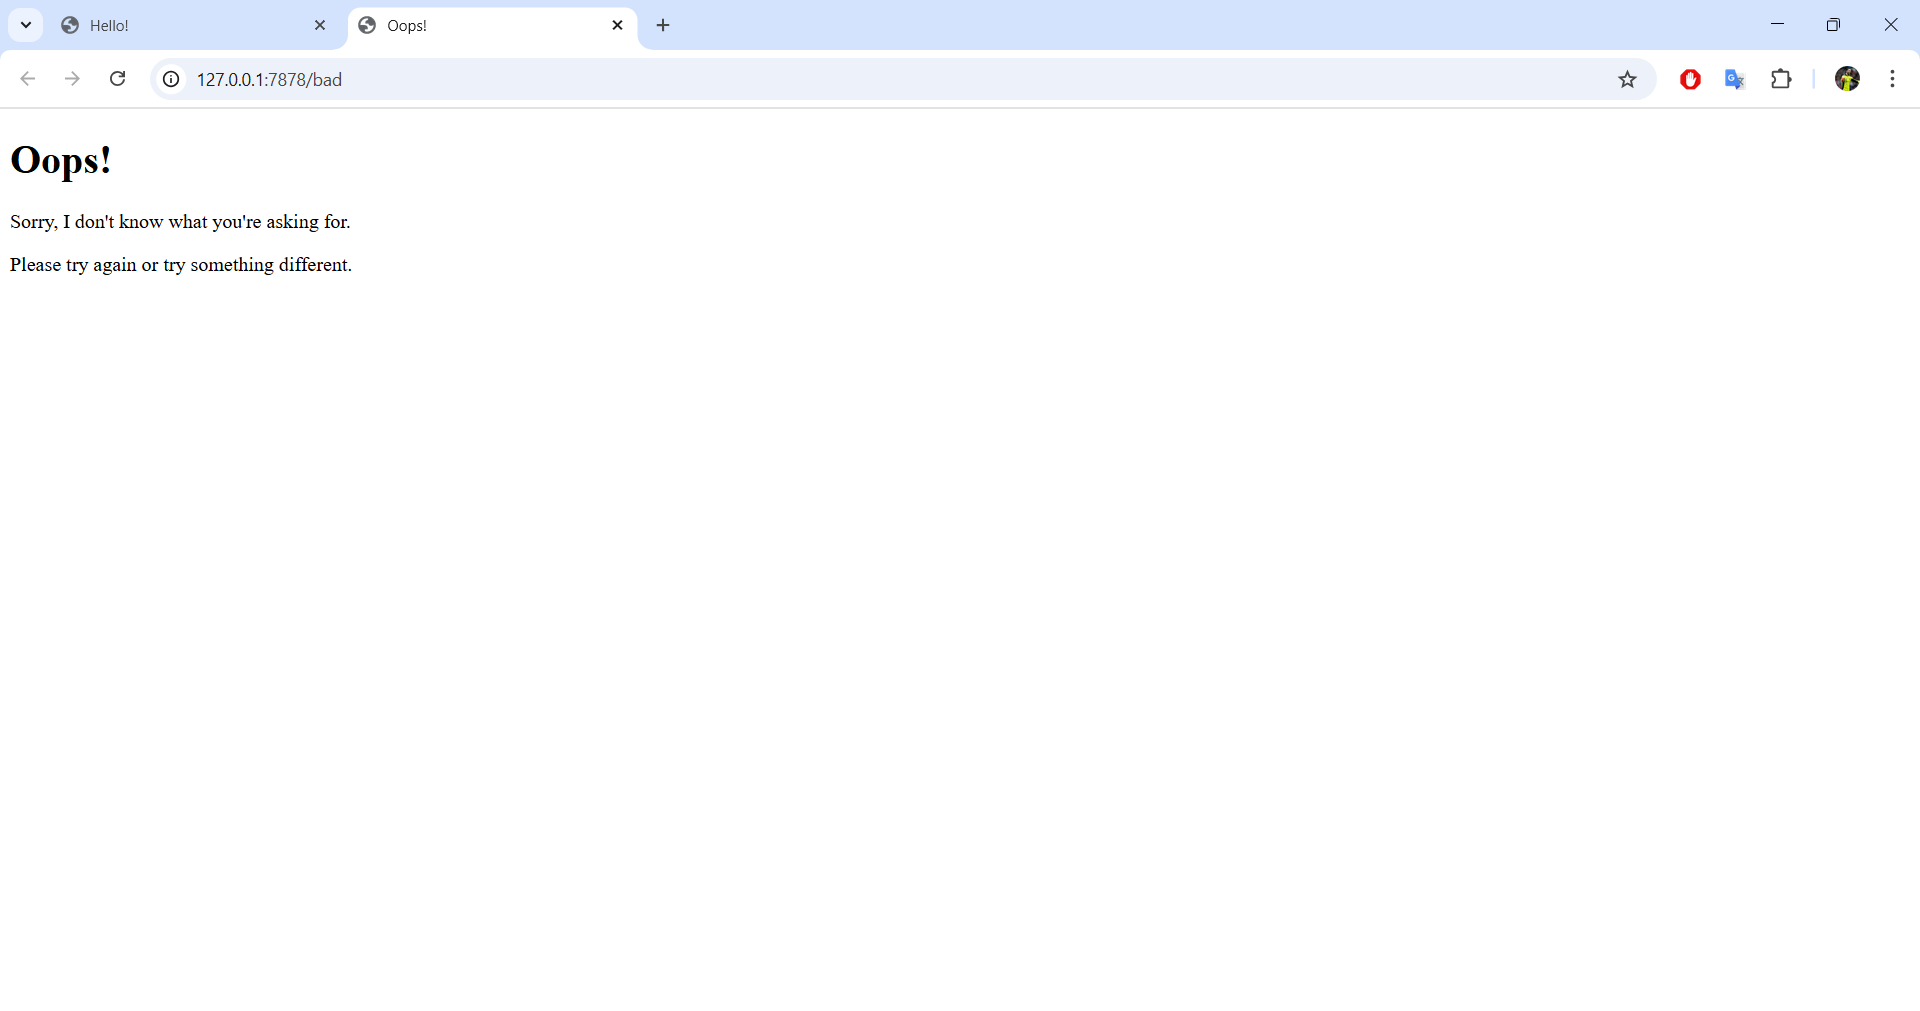 Hello!
Oops!
127.0.0.1:7878/bad
Oops!
Sorry, I don't know what you're asking for.
Please try again or try something different.